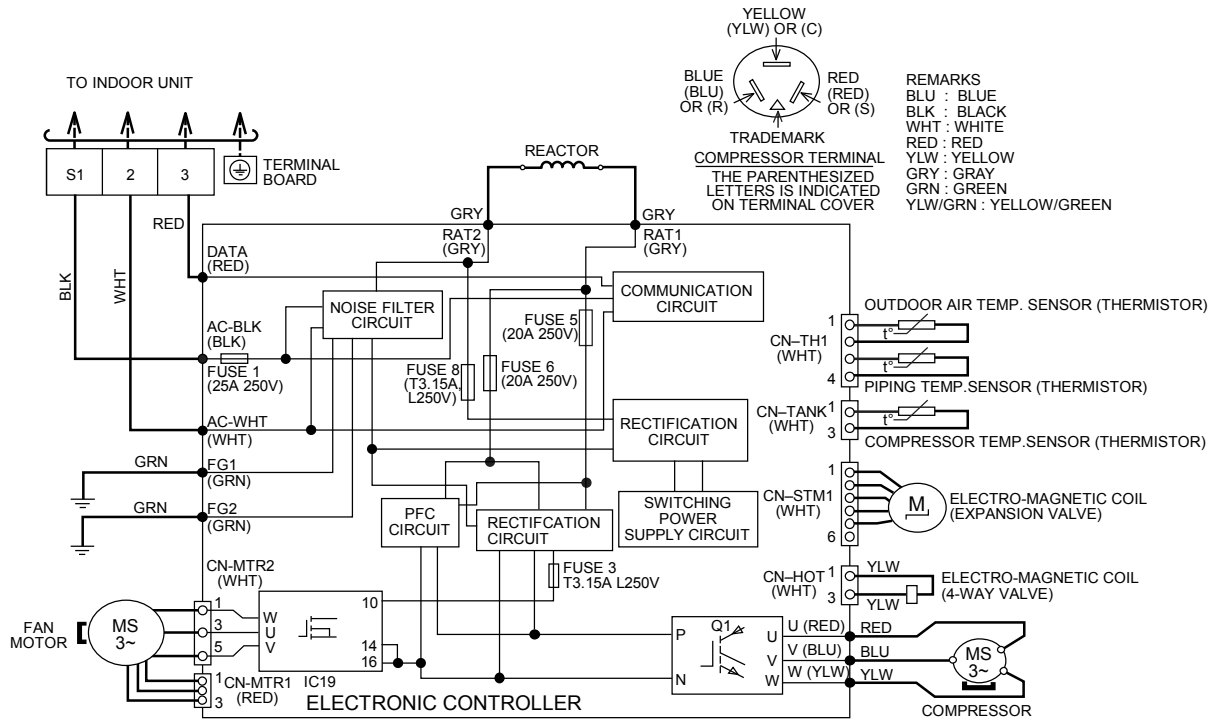 YELLOW
(YLW) OR (C)
BLUE
(BLU)
OR (R)
RED
(RED)
OR (S)
TRADEMARK
COMPRESSOR TERMINAL
THE PARENTHESIZED
LETTERS IS INDICATED
ON TERMINAL COVER
REMARKS
BLU : BLUE
BLK : BLACK
WHT : WHITE
RED : RED
YLW : YELLOW
GRY : GRAY
GRN : GREEN
YLW/GRN : YELLOW/GREEN
TO INDOOR UNIT
S1
2
3
TERMINAL
BOARD
BLK
WHT
RED
REACTOR
GRY
GRY
RAT2
(GRY)
RAT1
(GRY)
DATA
(RED)
NOISE FILTER
CIRCUIT
COMMUNICATION
CIRCUIT
AC-BLK
(BLK)
FUSE 1
(25A 250V)
FUSE 5
(20A 250V)
FUSE 8
(T3.15A,
L250V)
FUSE 6
(20A 250V)
AC-WHT
(WHT)
RECTIFICATION
CIRCUIT
GRN
FG1
(GRN)
GRN
FG2
(GRN)
PFC
CIRCUIT
RECTIFCATION
CIRCUIT
SWITCHING
POWER
SUPPLY CIRCUIT
FUSE 3
T3.15A L250V
OUTDOOR AIR TEMP. SENSOR (THERMISTOR)
1
CN–TH1
(WHT)
4
t°
t°
PIPING TEMP.SENSOR (THERMISTOR)
CN–TANK
(WHT)
1
3
t°
COMPRESSOR TEMP.SENSOR (THERMISTOR)
1
CN–STM1
(WHT)
6
M
ELECTRO-MAGNETIC COIL
(EXPANSION VALVE)
CN–HOT
(WHT)
1
3
YLW
YLW
ELECTRO-MAGNETIC COIL
(4-WAY VALVE)
CN-MTR2
(WHT)
FAN
MOTOR
MS
3~
1
3
5
W
U
V
10
14
16
IC19
1
3
CN-MTR1
(RED)
ELECTRONIC CONTROLLER
P
N
Q1
U
V
W
U (RED)
V (BLU)
W (YLW)
RED
BLU
YLW
MS
3~
COMPRESSOR